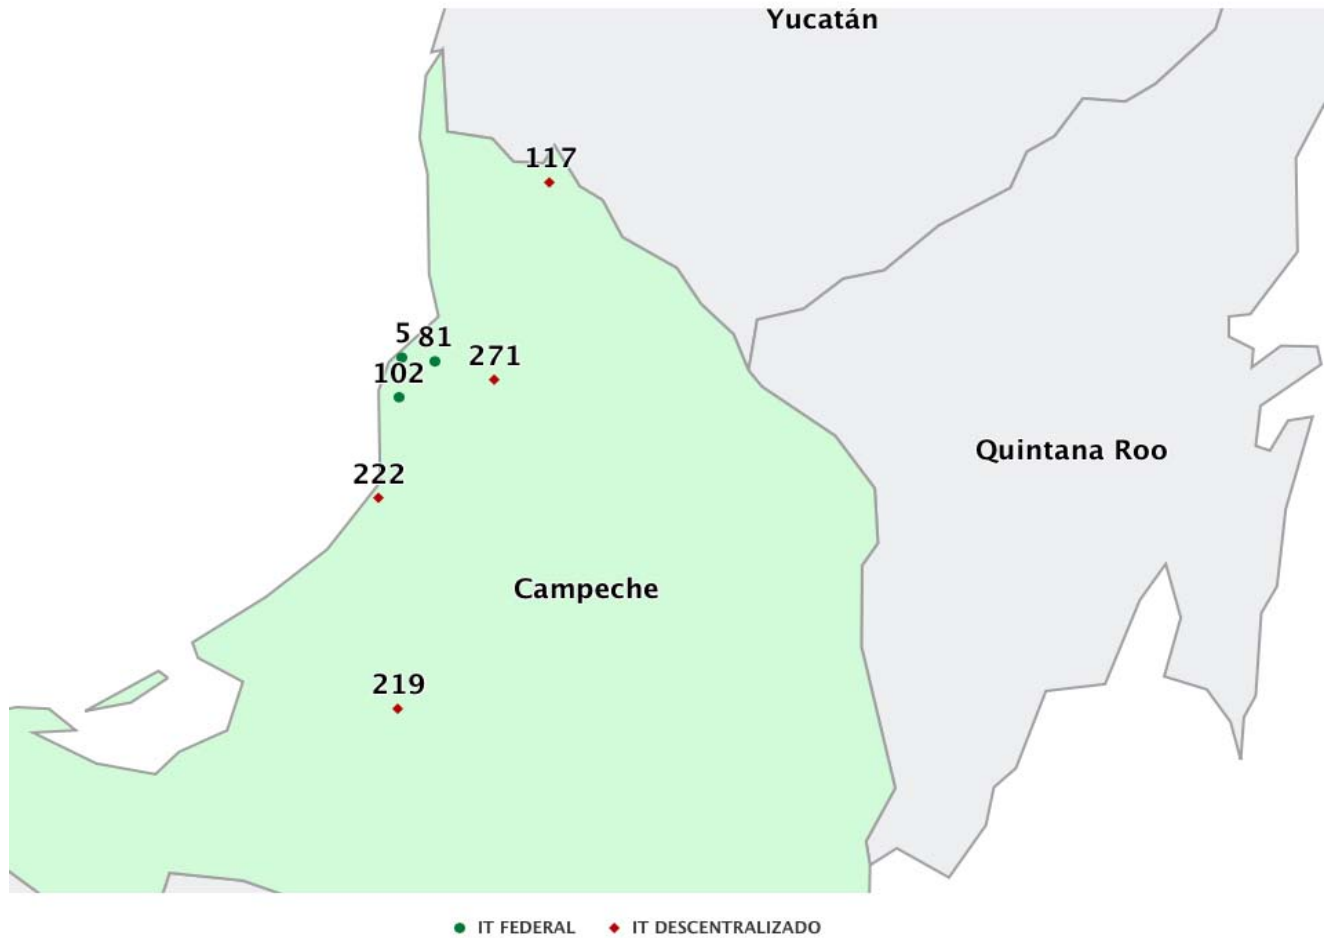 Yucatán
117
5 81
102
271
Quintana Roo
222
Campeche
219
IT FEDERAL IT DESCENTRALIZADO